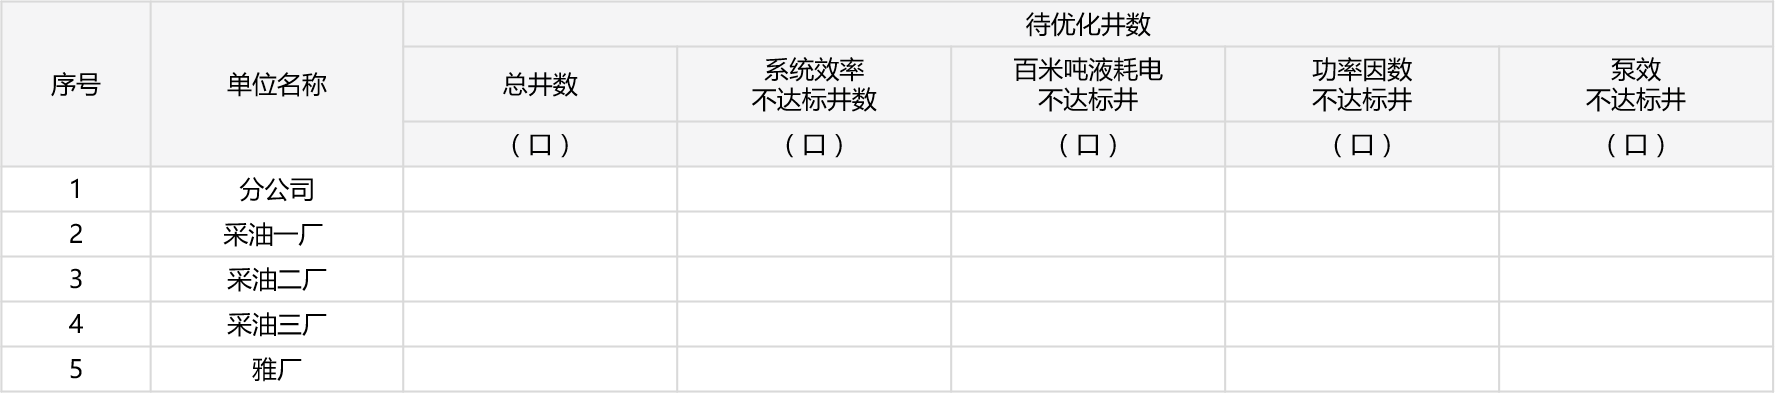 待优化井数
序号 单位名称 总井数 系统效率 百米吨液耗电 功率因数 泵效
不达标井数 不达标井 不达标井 不达标井
（口） （口） （口） （口） （口）
1 分公司
2 采油一厂
3 采油二厂
4 采油三厂
5 雅厂